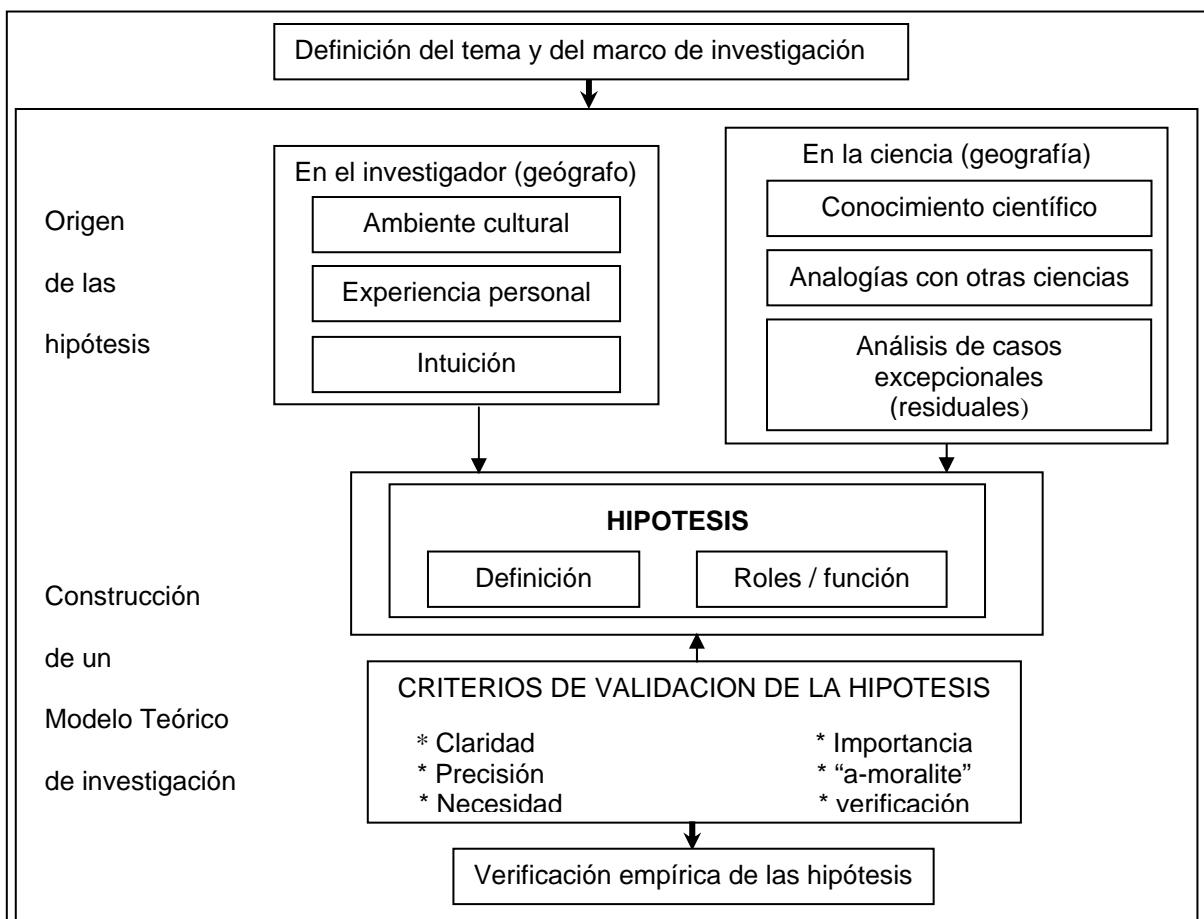 Definición del tema y del marco de investigación
Origen
de las
hipótesis
En el investigador (geógrafo)
Ambiente cultural
Experiencia personal
Intuición
En la ciencia (geografía)
Conocimiento científico
Analogías con otras ciencias
Análisis de casos
excepcionales
(residuales)
HIPOTESIS
Definición
Roles / función
Construcción
de un
Modelo Teórico
de investigación
CRITERIOS DE VALIDACION DE LA HIPOTESIS
* Claridad
* Precisión
* Necesidad
* Importancia
* “a-moralite”
* verificación
Verificación empírica de las hipótesis